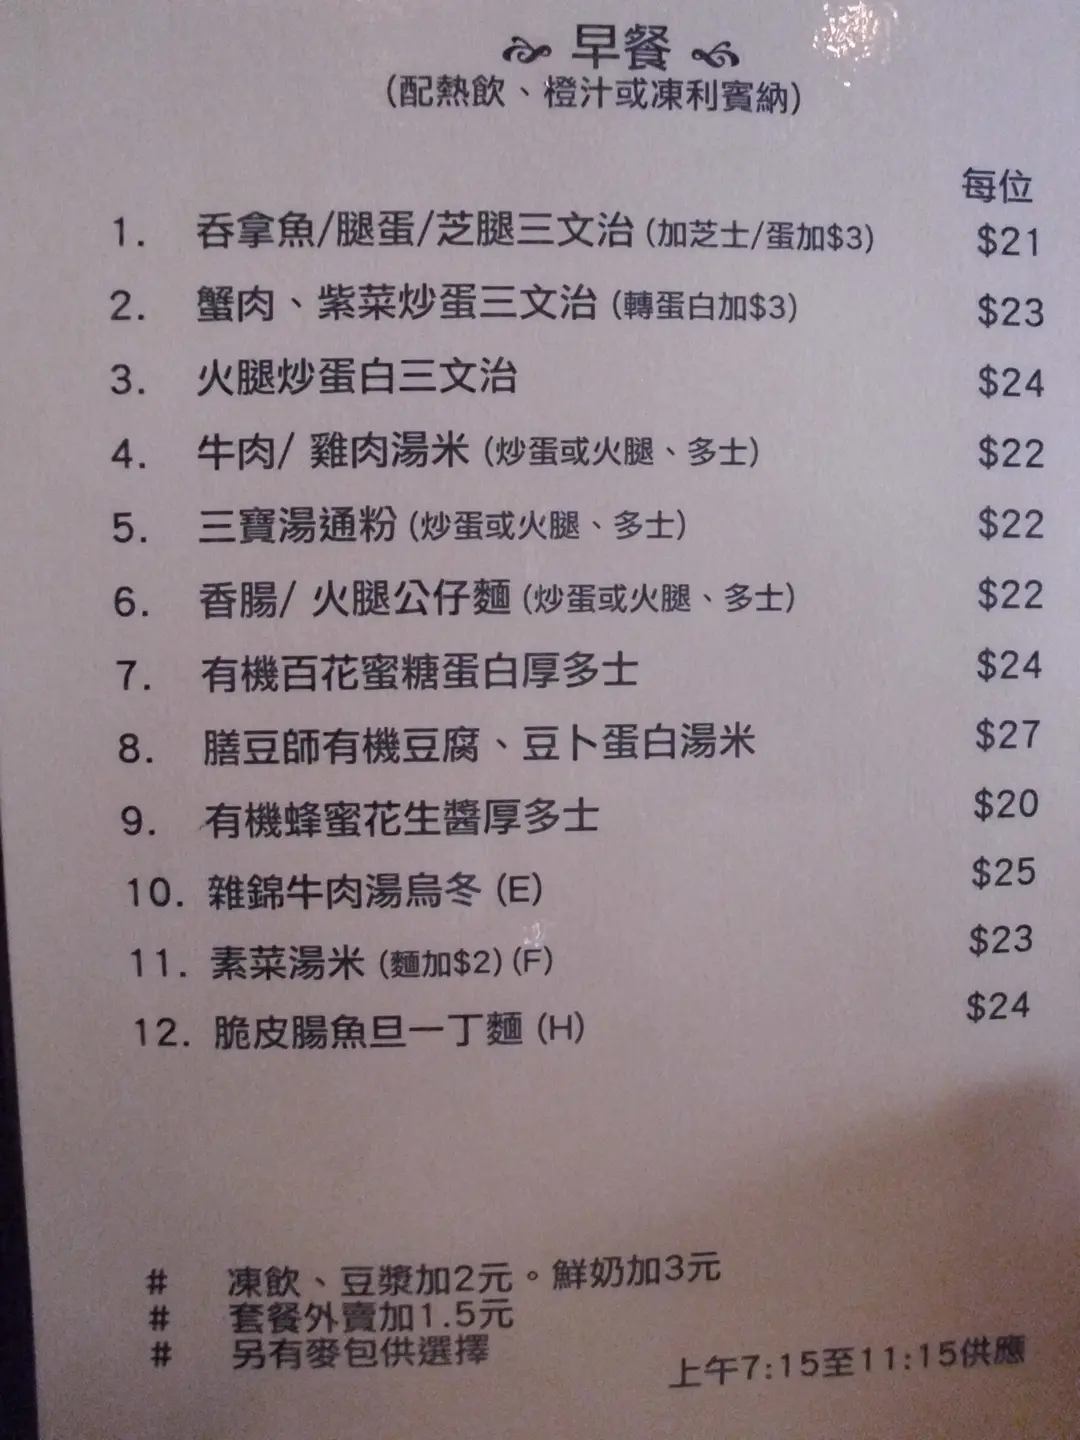 早餐
(配熱飲、橙汁或凍利賓納)
每位
1. 吞拿魚/腿蛋/芝腿三文治 (加芝士/蛋加$3) $21
2. 蟹肉、紫菜炒蛋三文治 (轉蛋白加$3) $23
3. 火腿炒蛋白三文治 $24
4. 牛肉/ 雞肉湯米 (炒蛋或火腿、多士) $22
5. 三寶湯通粉 (炒蛋或火腿、多士) $22
6. 香腸/ 火腿公仔麵 (炒蛋或火腿、多士) $22
7. 有機百花蜜糖蛋白厚多士 $24
8. 膳豆師有機豆腐、豆卜蛋白湯米 $27
9. 有機蜂蜜花生醬厚多士 $20
10. 雜錦牛肉湯烏冬 (E) $25
11. 素菜湯米 (麵加$2) (F) $23
12. 脆皮腸魚旦一丁麵 (H) $24
# 凍飲、豆漿加2元。鮮奶加3元
# 套餐外賣加1.5元
# 另有麥包供選擇
上午7:15至11:15供應